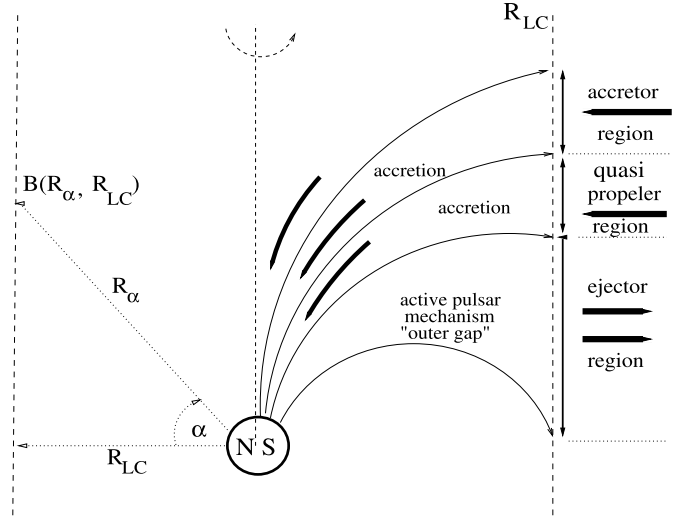 R_LC
accretor
region
B(R_α, R_LC)
accretion
quasi
propeler
region
accretion
R_α
ejector
active pulsar
mechanism
"outer gap"
region
α
N S
R_LC